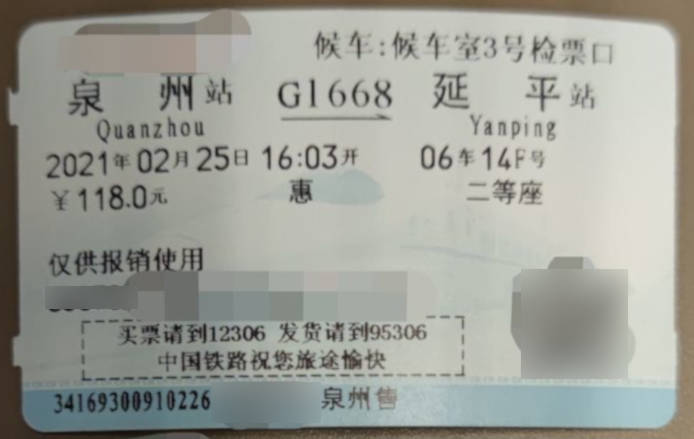 候车:候车室3号检票口
泉州站 G1668 延平站
Quanzhou Yanping
2021年02月25日 16:03开 06车14F号
￥118.0元 惠 二等座
仅供报销使用
买票请到12306 发货请到95306
中国铁路祝您旅途愉快
34169300910226 泉州售